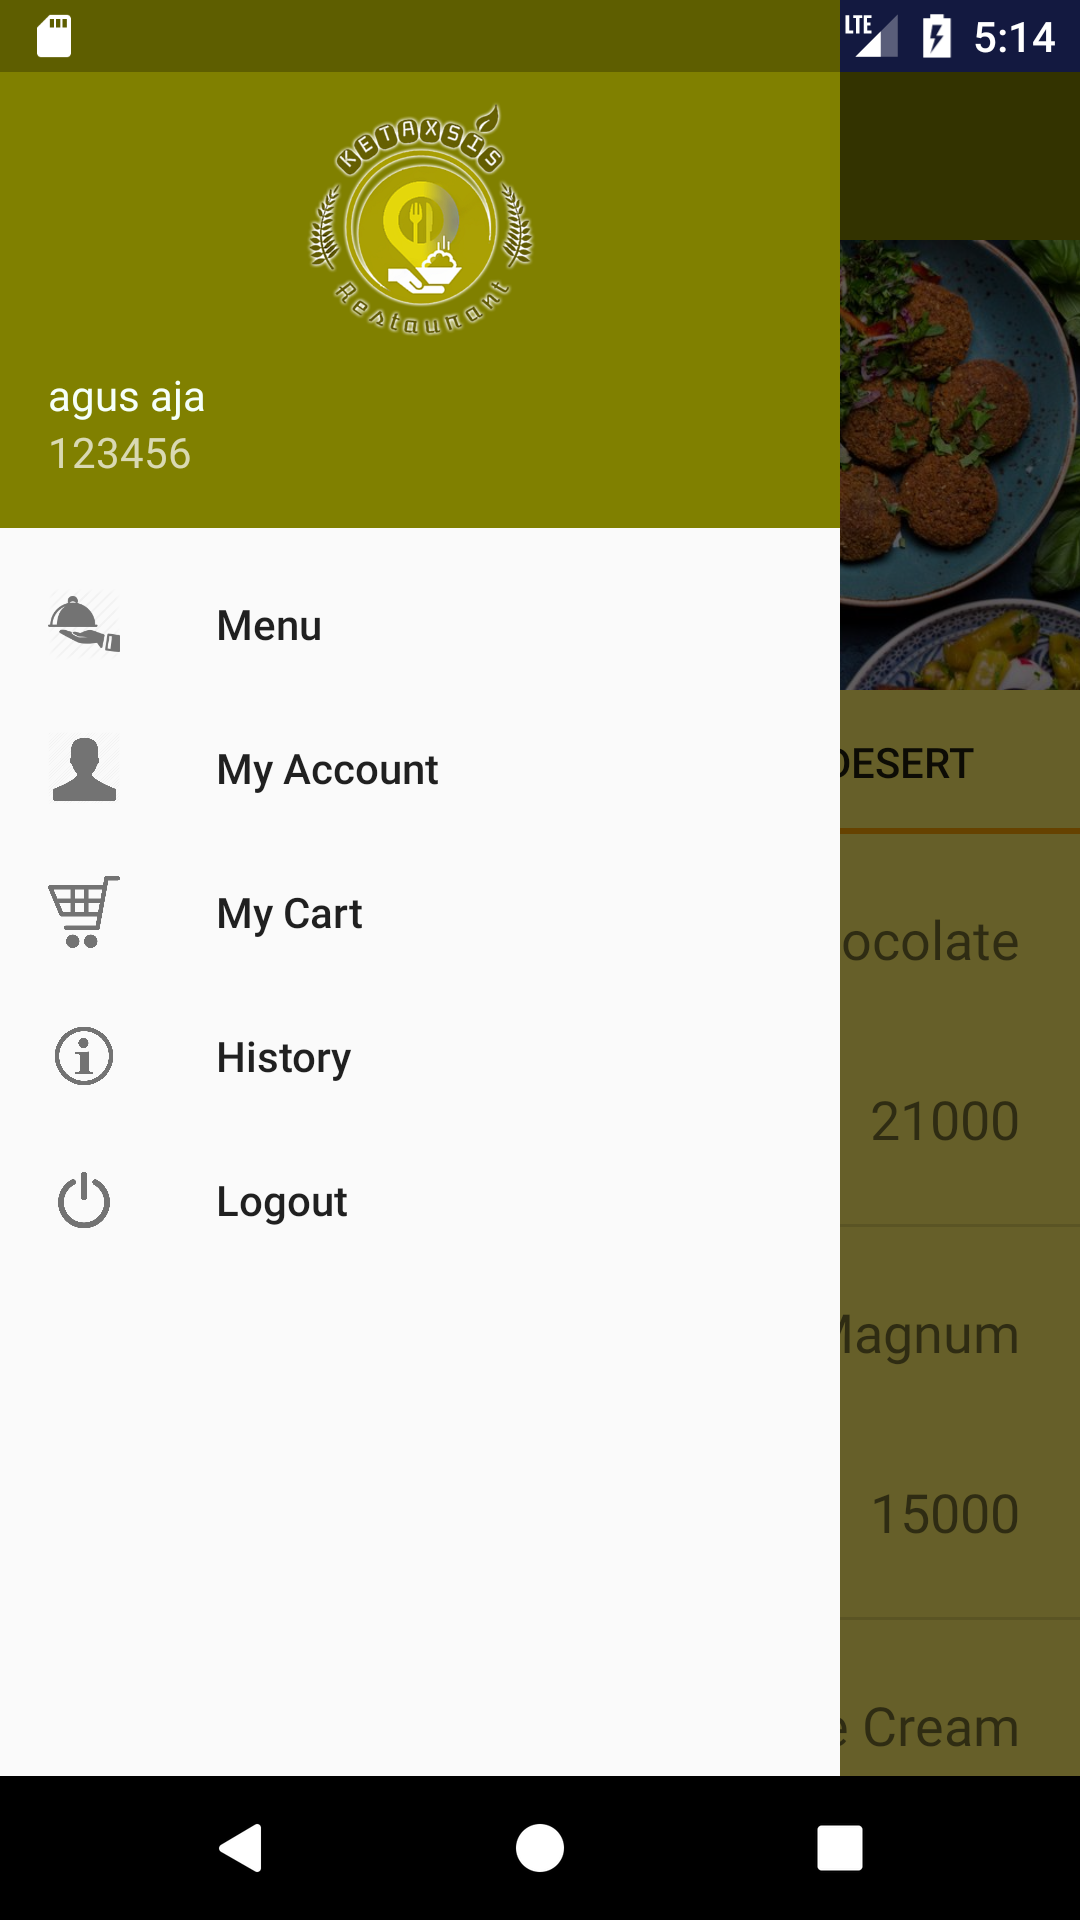 LTE 5:14
KETAXSIS
Restaurant
agus aja
123456
Menu
My Account
My Cart
History
Logout
DESERT
ocolate
21000
Magnum
15000
e Cream